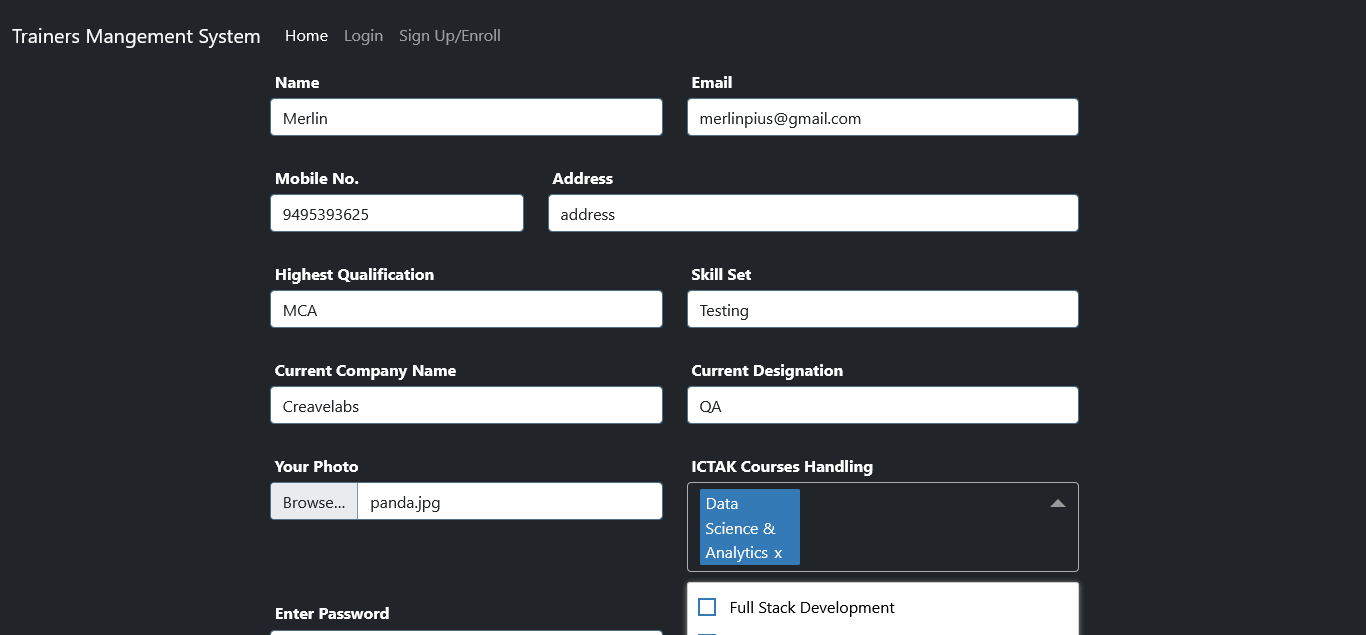 Trainers Mangement System Home Login Sign Up/Enroll
Name Email
Merlin merlinpius@gmail.com
Mobile No. Address
9495393625 address
Highest Qualification Skill Set
MCA Testing
Current Company Name Current Designation
Creavelabs QA
Your Photo ICTAK Courses Handling
Browse... panda.jpg
Data
Science &
Analytics x
Full Stack Development
Enter Password